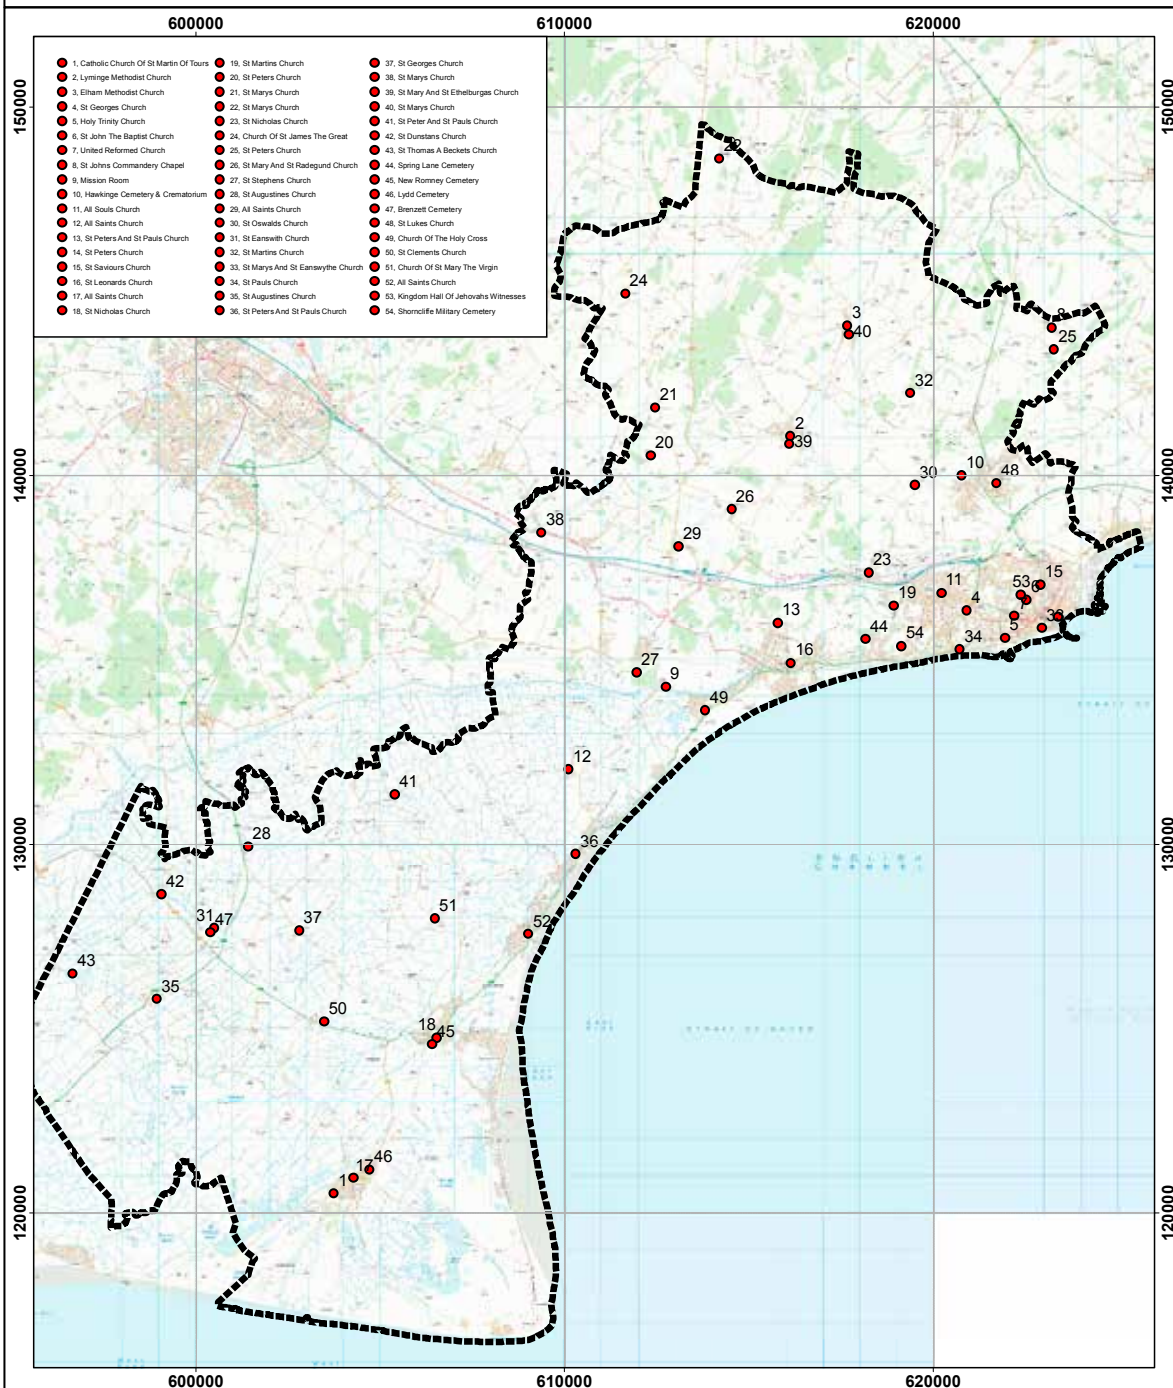 600000 610000 620000
1, Catholic Church Of St Martin Of Tours
2, Lyminge Methodist Church
3, Elham Methodist Church
4, St Georges Church
5, Holy Trinity Church
6, St John The Baptist Church
7, United Reformed Church
8, St Johns Commandery Chapel
9, Mission Room
10, Hawkinge Cemetery & Crematorium
11, All Souls Church
12, All Saints Church
13, St Peters And St Pauls Church
14, St Peters Church
15, St Saviours Church
16, St Leonards Church
17, All Saints Church
18, St Nicholas Church
19, St Martins Church
20, St Peters Church
21, St Marys Church
22, St Marys Church
23, St Nicholas Church
24, Church Of St James The Great
25, St Peters Church
26, St Mary And St Radegund Church
27, St Stephens Church
28, St Augustines Church
29, All Saints Church
30, St Oswalds Church
31, St Eanswith Church
32, St Martins Church
33, St Marys And St Eanswythe Church
34, St Pauls Church
35, St Augustines Church
36, St Peters And St Pauls Church
37, St Georges Church
38, St Marys Church
39, St Mary And St Ethelburgas Church
40, St Marys Church
41, St Peter And St Pauls Church
42, St Dunstans Church
43, St Thomas A Beckets Church
44, Spring Lane Cemetery
45, New Romney Cemetery
46, Lydd Cemetery
47, Brenzett Cemetery
48, St Lukes Church
49, Church Of The Holy Cross
50, St Clements Church
51, Church Of St Mary The Virgin
52, All Saints Church
53, Kingdom Hall Of Jehovahs Witnesses
54, Shorncliffe Military Cemetery
150000 150000
22
24
3
8
40
25
32
21
2
39
20
140000 140000
10
48
30
26
38
29
23
53
6
15
11
19
4
7
13
5
33
44
54
34
16
27
9
49
12
41
130000 130000
28
36
42
51
31
47
37
52
43
35
50
18
45
46
17
1
120000 120000
600000 610000 620000